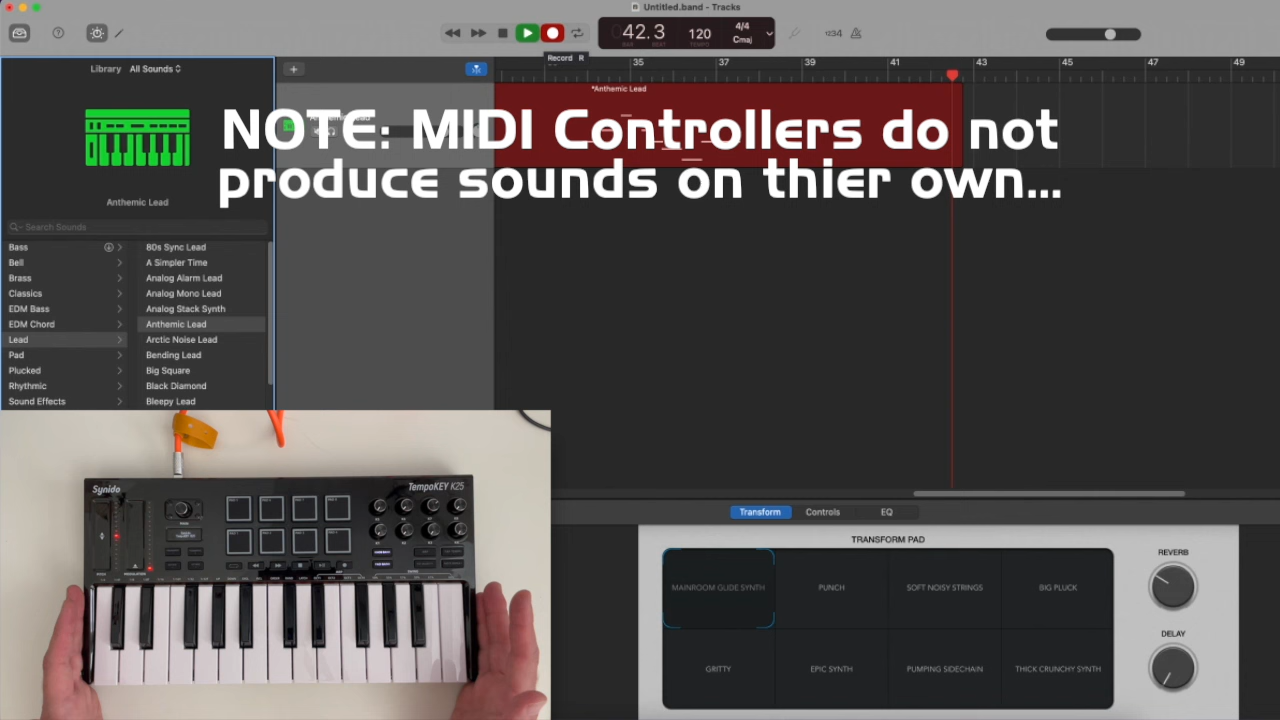 Untitled.band - Tracks
42.3
BAR
BEAT
120
TEMPO
4/4
Cmaj
1234
Record R
Library All Sounds
35
37
39
41
43
45
47
49
*Anthemic Lead
NOTE: MIDI Controllers do not
produce sounds on thier own...
Anthemic Lead
Search Sounds
Bass
Bell
Brass
Classics
EDM Bass
EDM Chord
Lead
Pad
Plucked
Rhythmic
Sound Effects
80s Sync Lead
A Simpler Time
Analog Alarm Lead
Analog Mono Lead
Analog Stack Synth
Anthemic Lead
Arctic Noise Lead
Bending Lead
Big Square
Black Diamond
Bleepy Lead
Synido
TempoKEY K25
Transform
Controls
EQ
TRANSFORM PAD
MAINROOM GLIDE SYNTH
PUNCH
SOFT NOISY STRINGS
BIG PLUCK
GRITTY
EPIC SYNTH
PUMPING SIDECHAIN
THICK CRUNCHY SYNTH
REVERB
DELAY